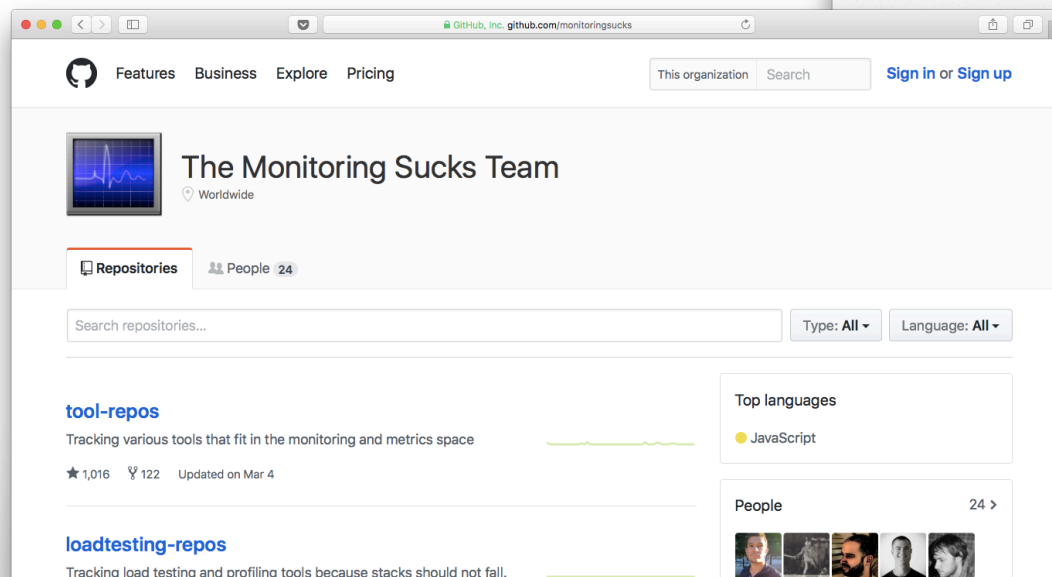 GitHub, Inc. github.com/monitoringsucks
Features Business Explore Pricing
This organization Search Sign in or Sign up
The Monitoring Sucks Team
Worldwide
Repositories People 24
Search repositories... Type: All Language: All
tool-repos
Tracking various tools that fit in the monitoring and metrics space
1,016 122 Updated on Mar 4
loadtesting-repos
Tracking load testing and profiling tools because stacks should not fall.
Top languages
JavaScript
People 24